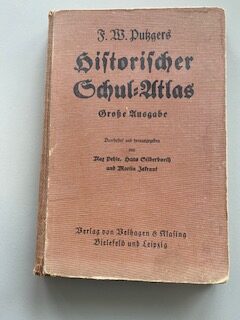 F. W. Putzgers
Historischer
Schul-Atlas
Große Ausgabe
Bearbeitet und herausgegeben
von
Max Pehle, Hans Silberborth
und Martin Iskraut
Verlag von Velhagen & Klasing
Bielefeld und Leipzig